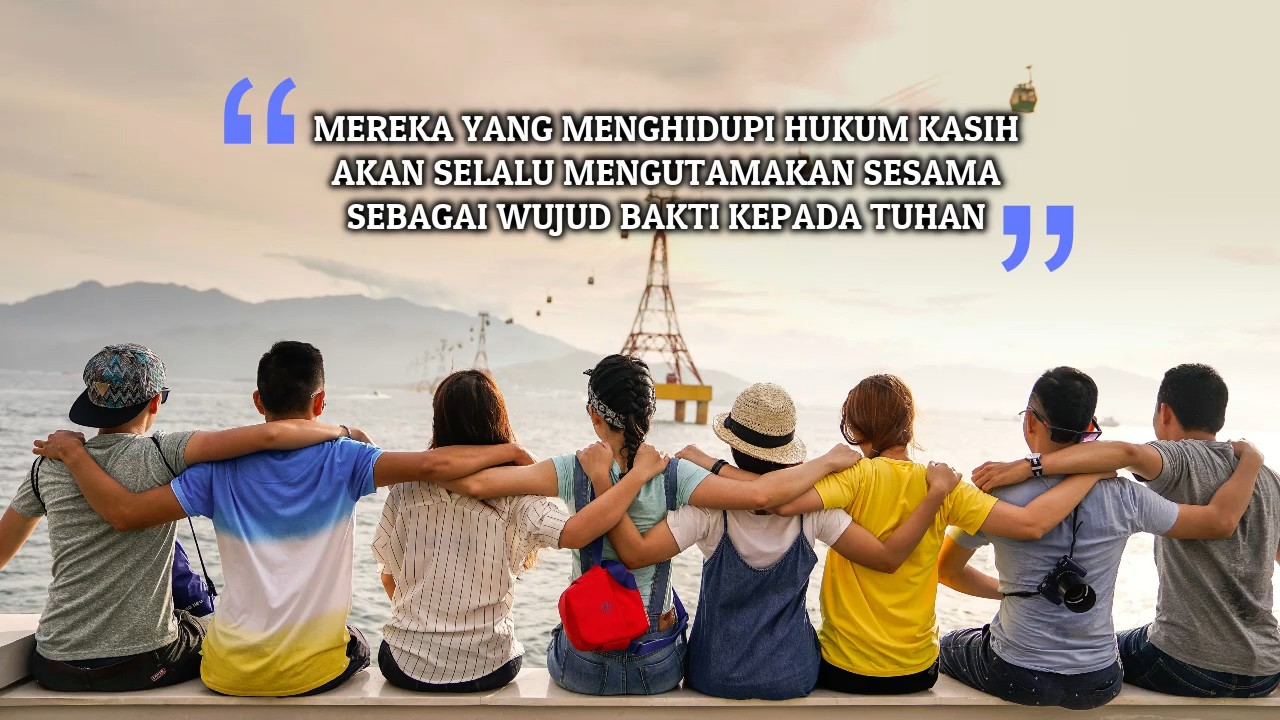 MEREKA YANG MENGHIDUPI HUKUM KASIH
AKAN SELALU MENGUTAMAKAN SESAMA
SEBAGAI WUJUD BAKTI KEPADA TUHAN